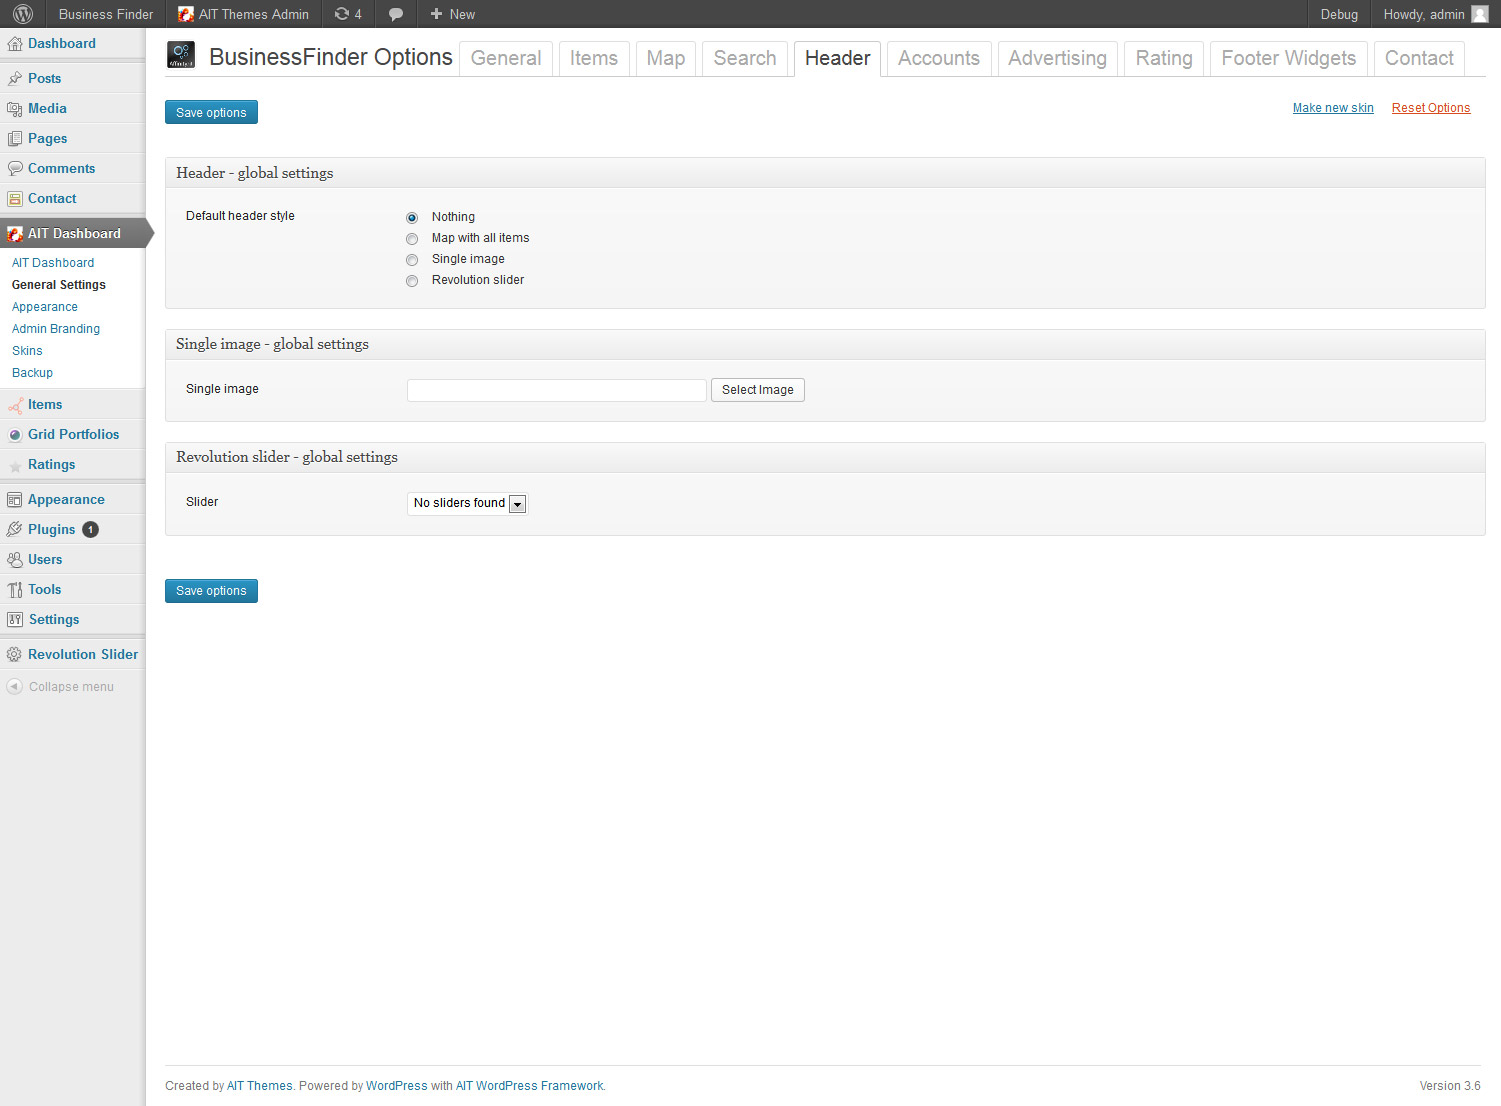 Business Finder
AIT Themes Admin
4
New
Debug
Howdy, admin
Dashboard
Posts
Media
Pages
Comments
Contact
AIT Dashboard
AIT Dashboard
General Settings
Appearance
Admin Branding
Skins
Backup
Items
Grid Portfolios
Ratings
Appearance
Plugins 1
Users
Tools
Settings
Revolution Slider
Collapse menu
BusinessFinder Options
General
Items
Map
Search
Header
Accounts
Advertising
Rating
Footer Widgets
Contact
Save options
Make new skin
Reset Options
Header - global settings
Default header style
Nothing
Map with all items
Single image
Revolution slider
Single image - global settings
Single image
Select Image
Revolution slider - global settings
Slider
No sliders found
Save options
Created by AIT Themes. Powered by WordPress with AIT WordPress Framework.
Version 3.6